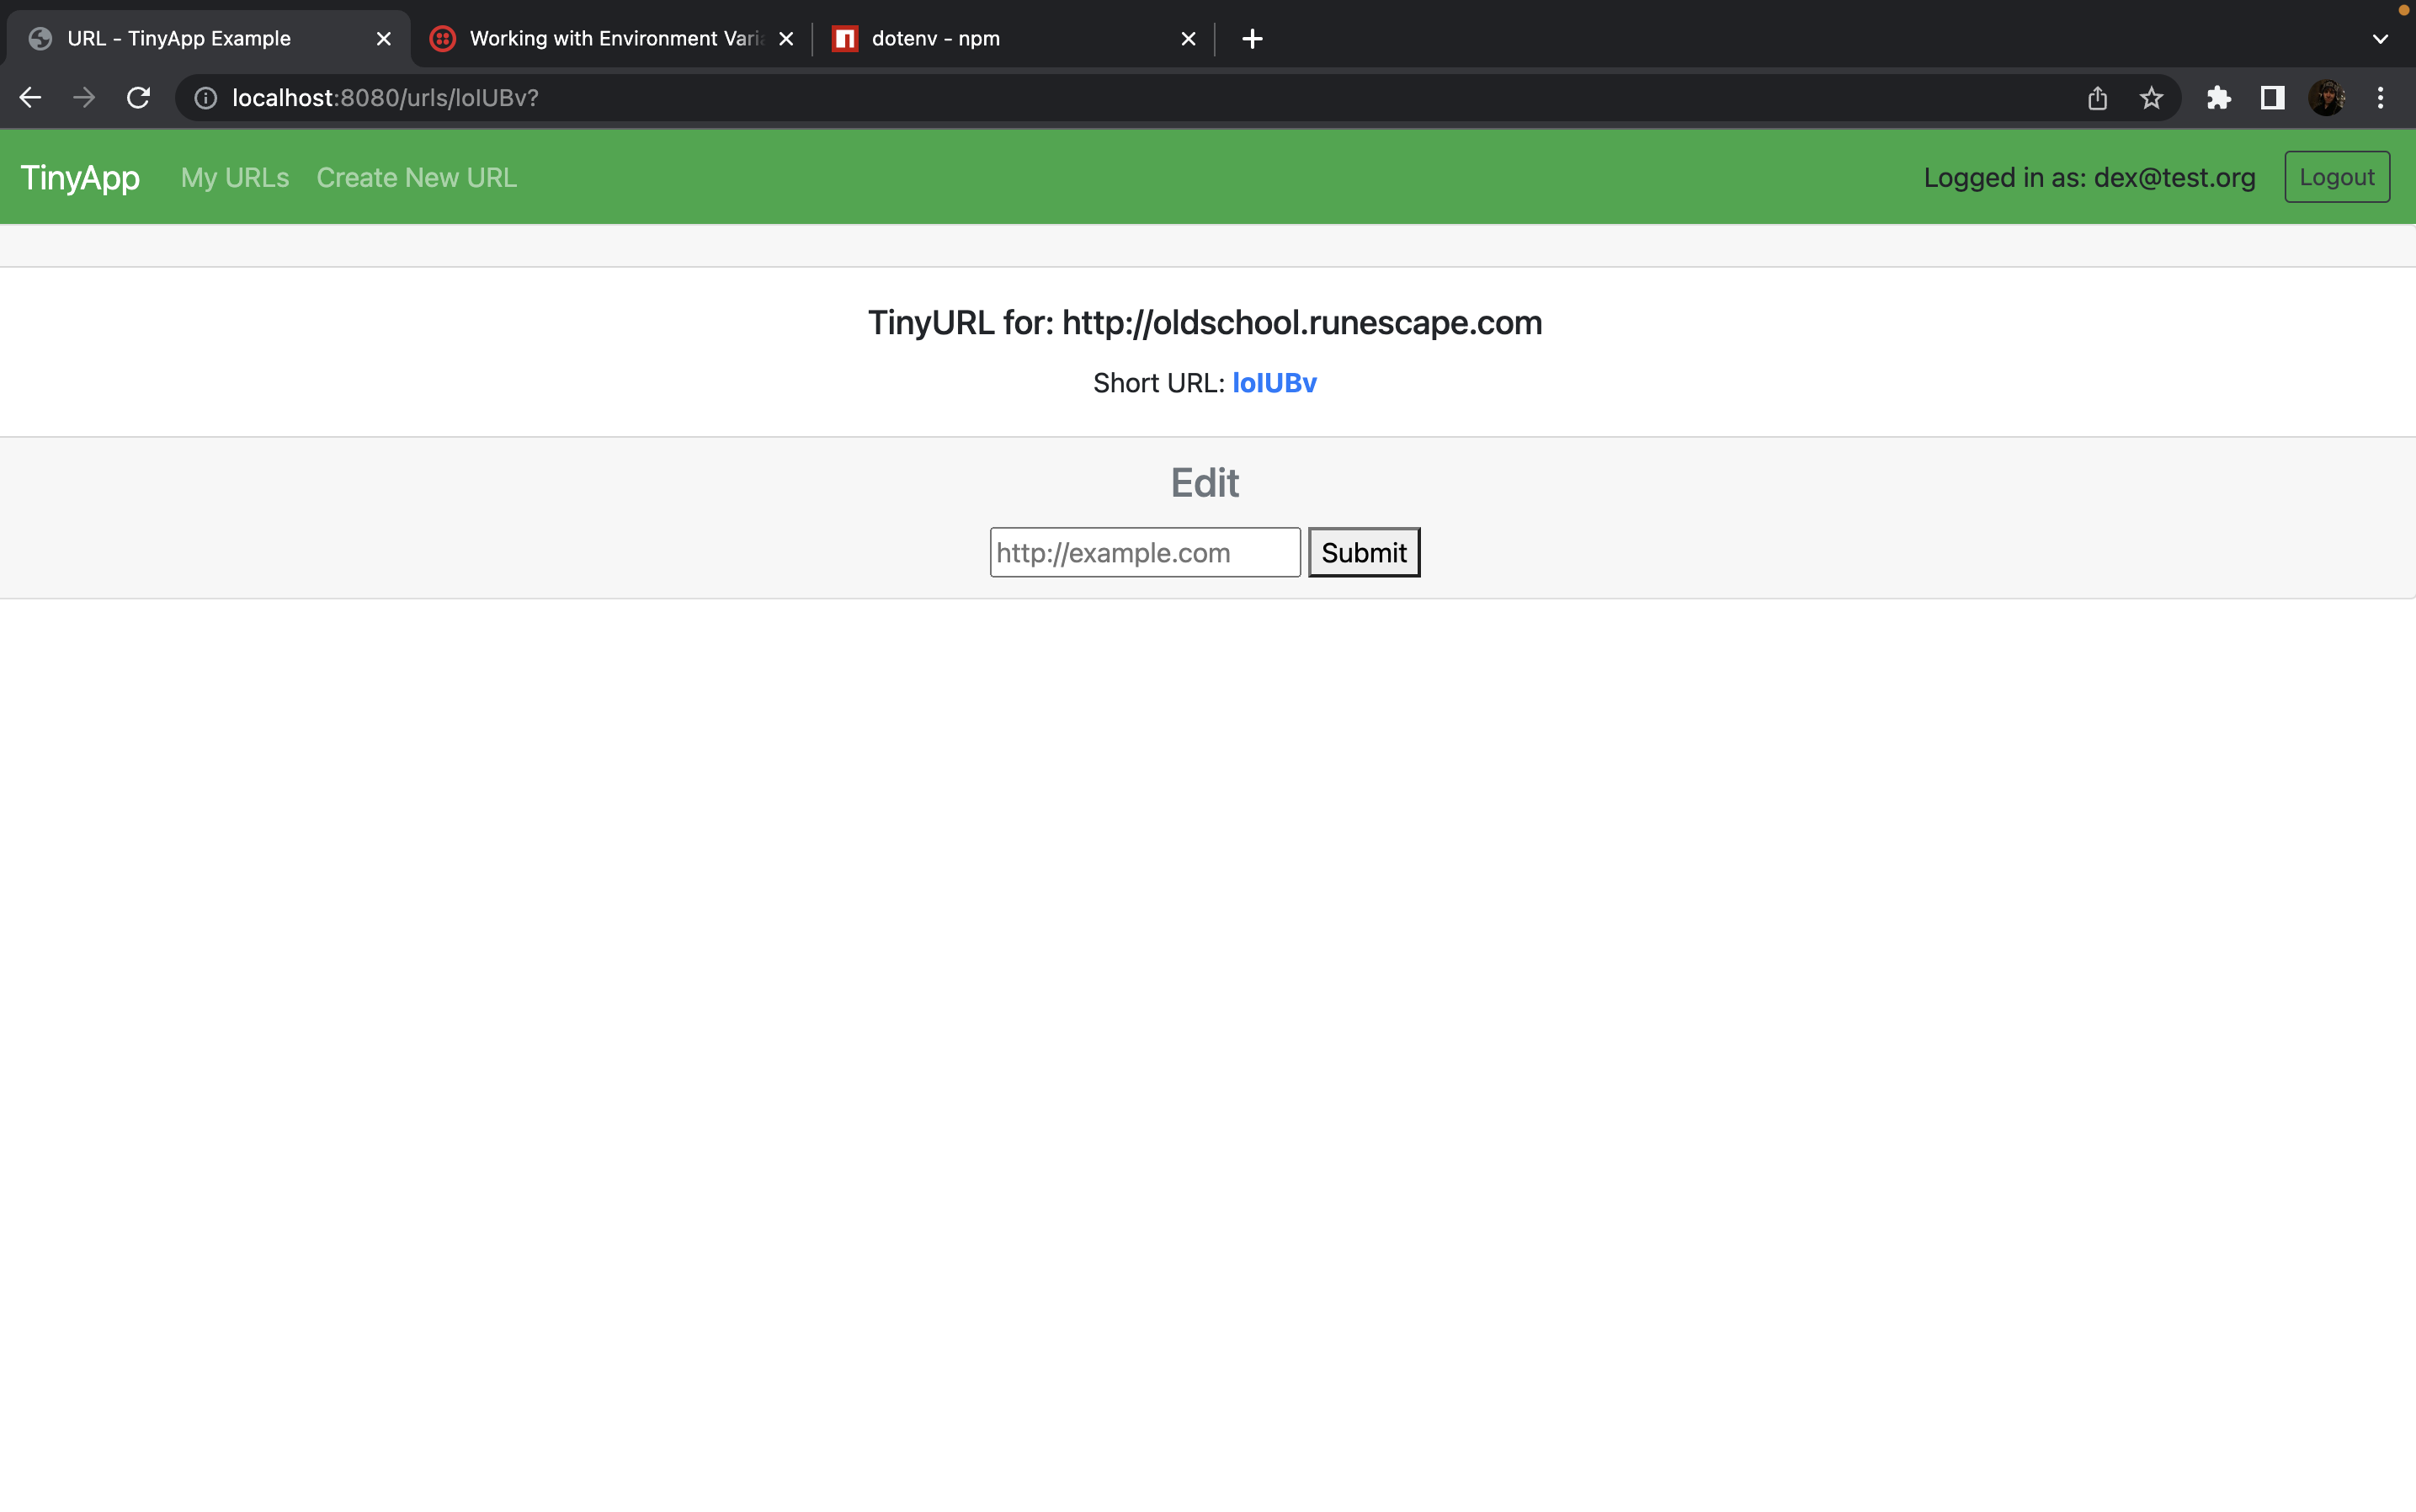 URL - TinyApp Example
Working with Environment Varia
dotenv - npm
localhost:8080/urls/loIUBv?
TinyApp My URLs Create New URL Logged in as: dex@test.org Logout
TinyURL for: http://oldschool.runescape.com
Short URL: loIUBv
Edit
http://example.com Submit